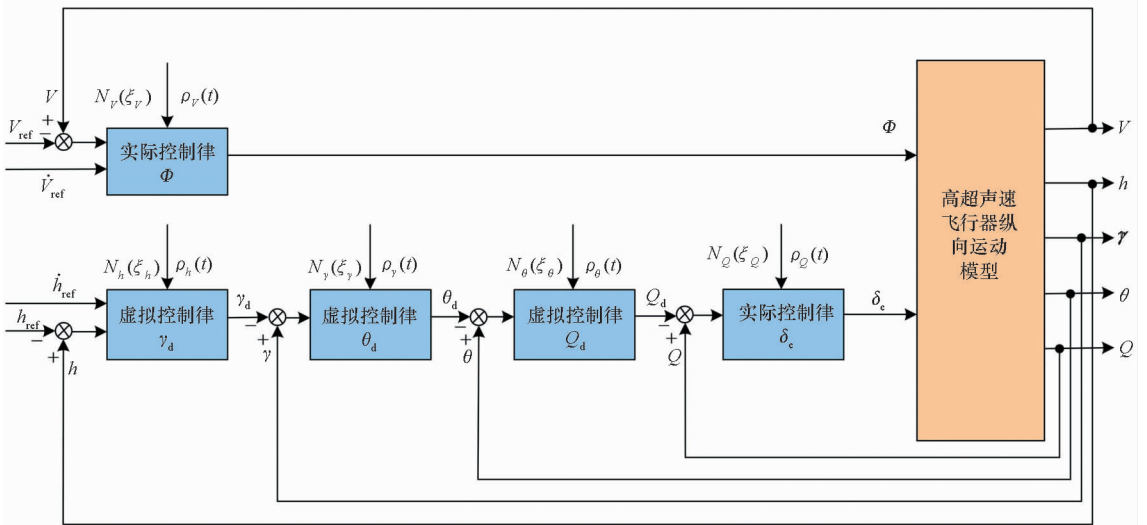 V
+
−
V_ref
V̇_ref
N_V(ξ_V)
ρ_V(t)
实际控制律
Φ
Φ
高超声速
飞行器纵
向运动
模型
V
h
γ
θ
Q
ḣ_ref
h_ref
−
+
h
N_h(ξ_h)
ρ_h(t)
虚拟控制律
γ_d
γ_d
−
+
γ
N_γ(ξ_γ)
ρ_γ(t)
虚拟控制律
θ_d
θ_d
−
+
θ
N_θ(ξ_θ)
ρ_θ(t)
虚拟控制律
Q_d
Q_d
−
+
Q
N_Q(ξ_Q)
ρ_Q(t)
实际控制律
δ_e
δ_e